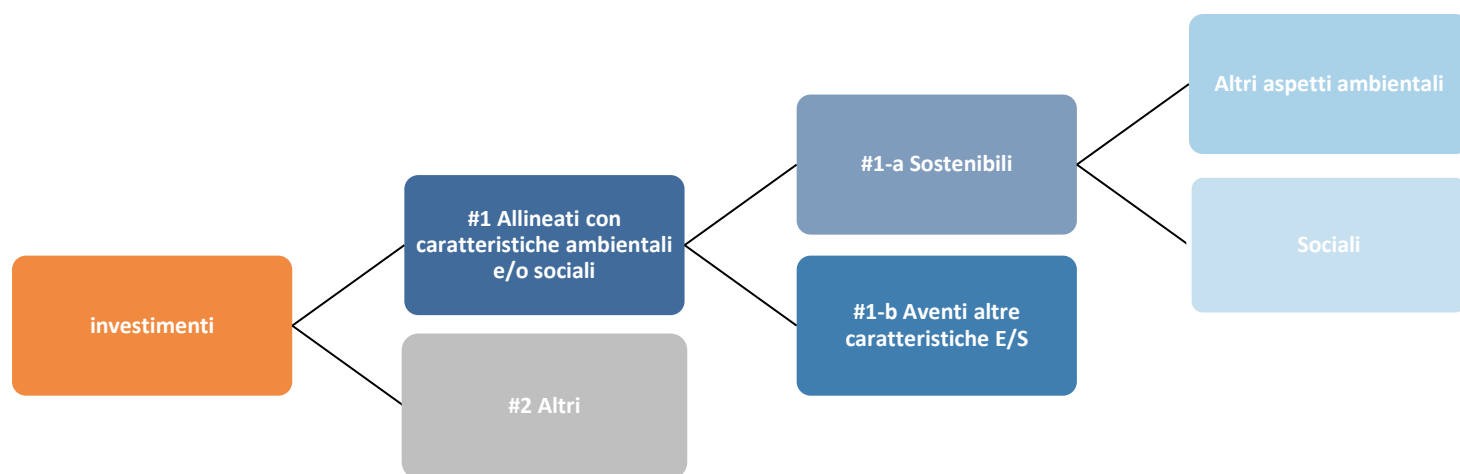 investimenti
#1 Allineati con
caratteristiche ambientali
e/o sociali
#2 Altri
#1-a Sostenibili
#1-b Aventi altre
caratteristiche E/S
Altri aspetti ambientali
Sociali